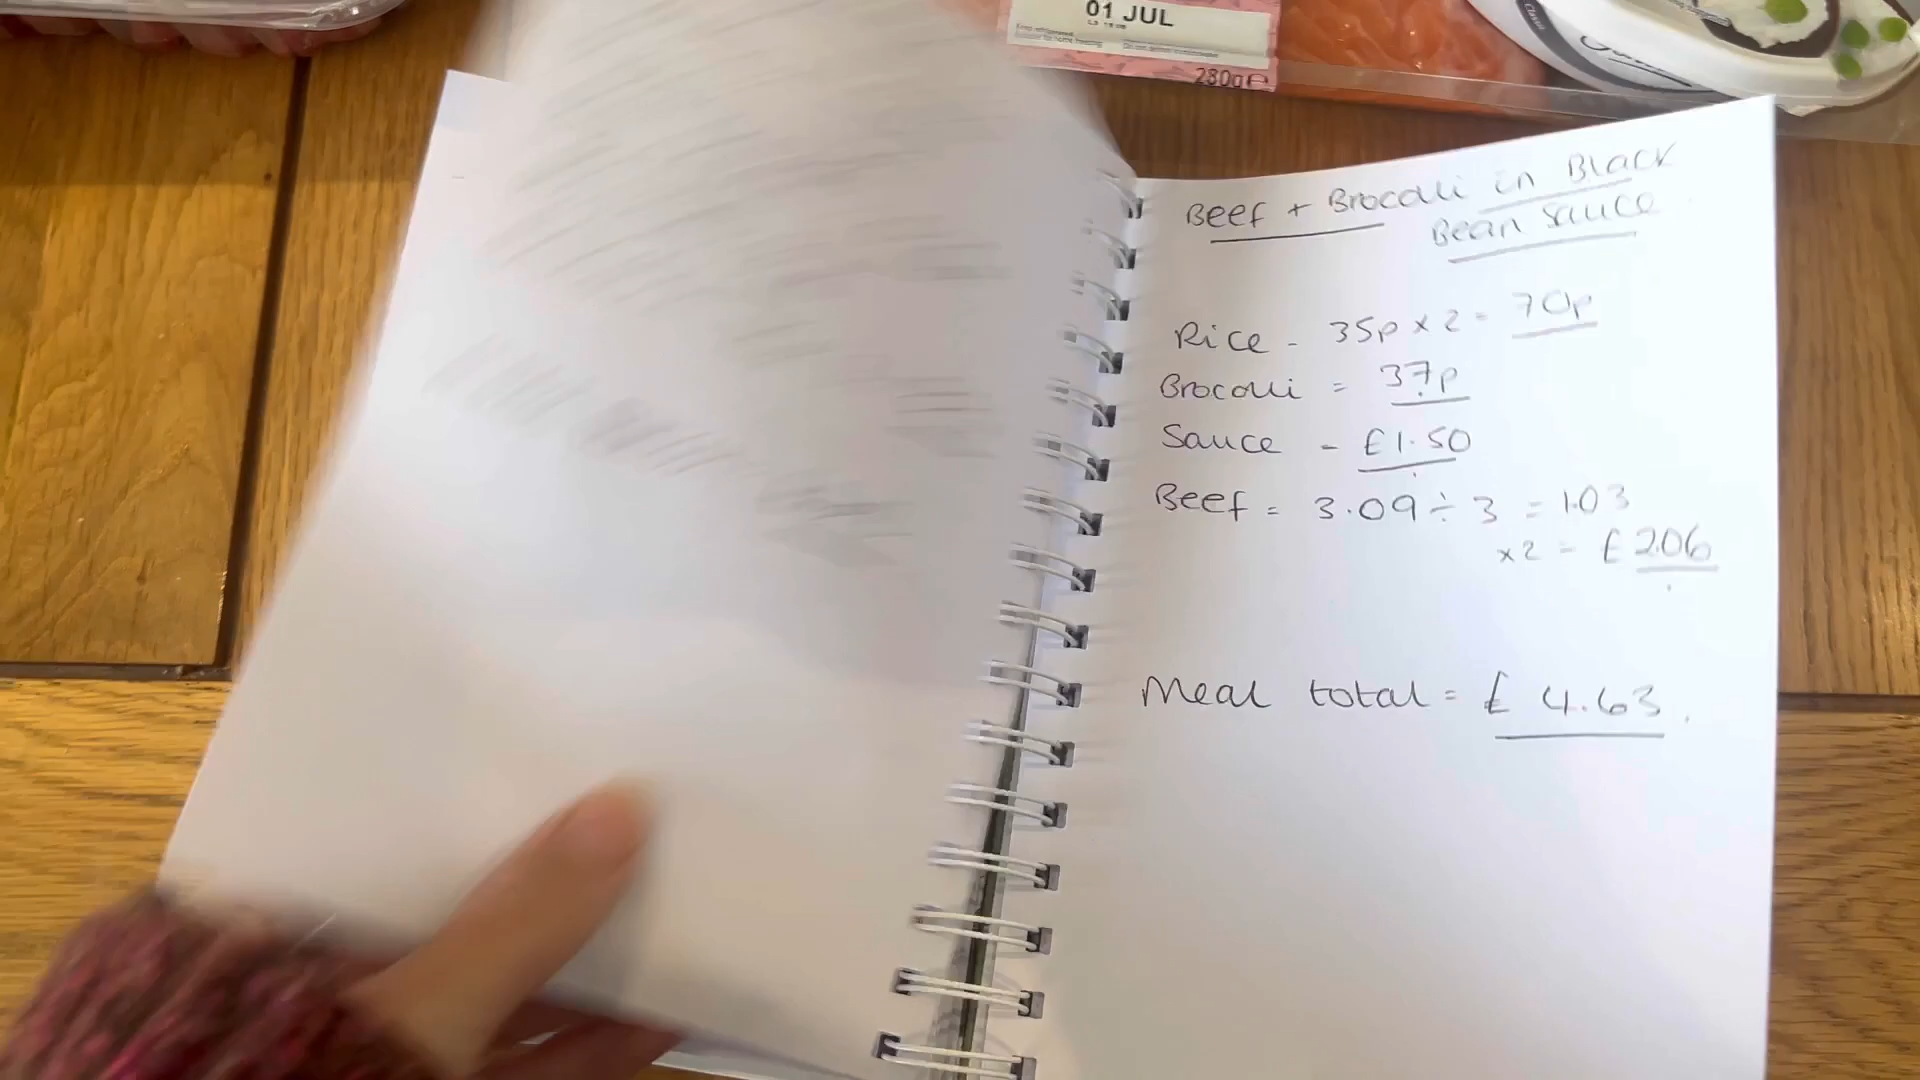 01 JUL
280g℮
Classic
Beef + Brocolli in Black
Bean Sauce
Rice - 35p x 2 = 70p
Brocolli = 37p
Sauce - £1.50
Beef = 3.09 ÷ 3 = 1.03
x2 = £2.06
Meal total = £ 4.63.